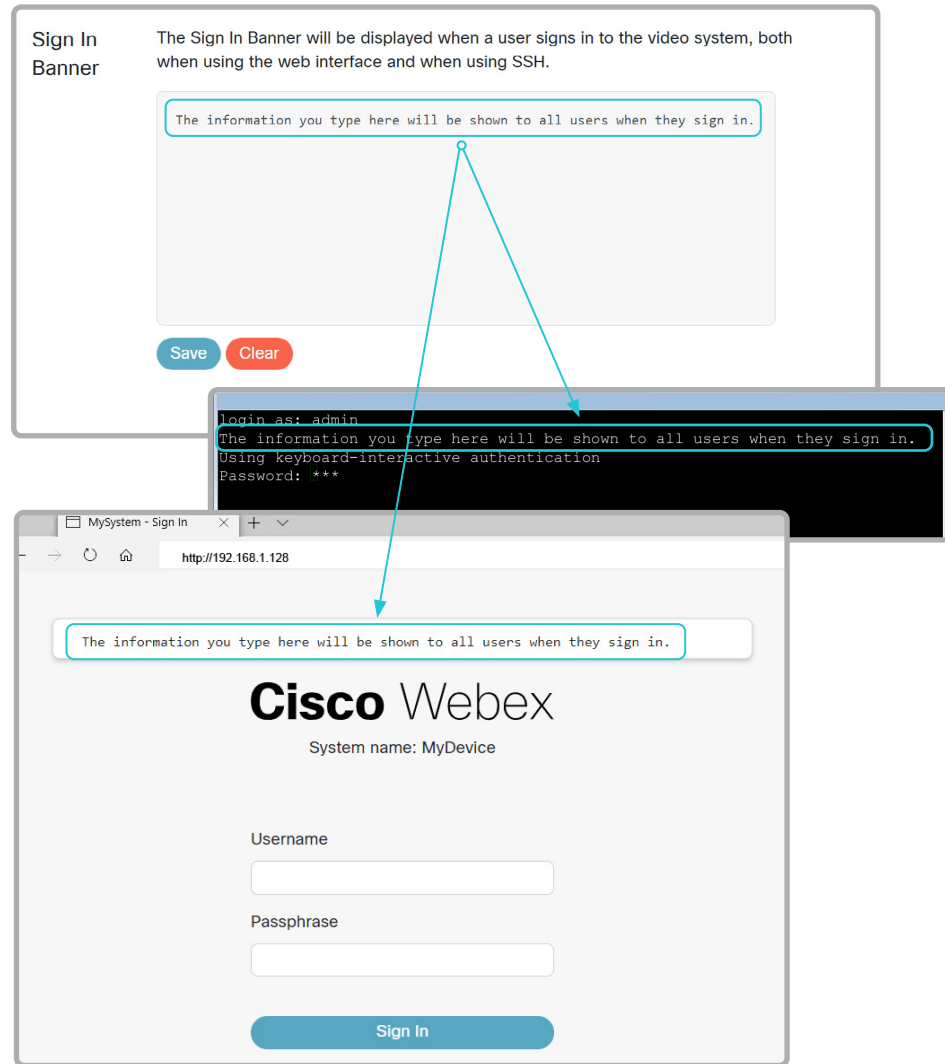 Sign In
Banner
The Sign In Banner will be displayed when a user signs in to the video system, both
when using the web interface and when using SSH.
The information you type here will be shown to all users when they sign in.
Save Clear
login as: admin
The information you type here will be shown to all users when they sign in.
Using keyboard-interactive authentication
Password: ***
MySystem - Sign In
http://192.168.1.128
The information you type here will be shown to all users when they sign in.
Cisco Webex
System name: MyDevice
Username
Passphrase
Sign In